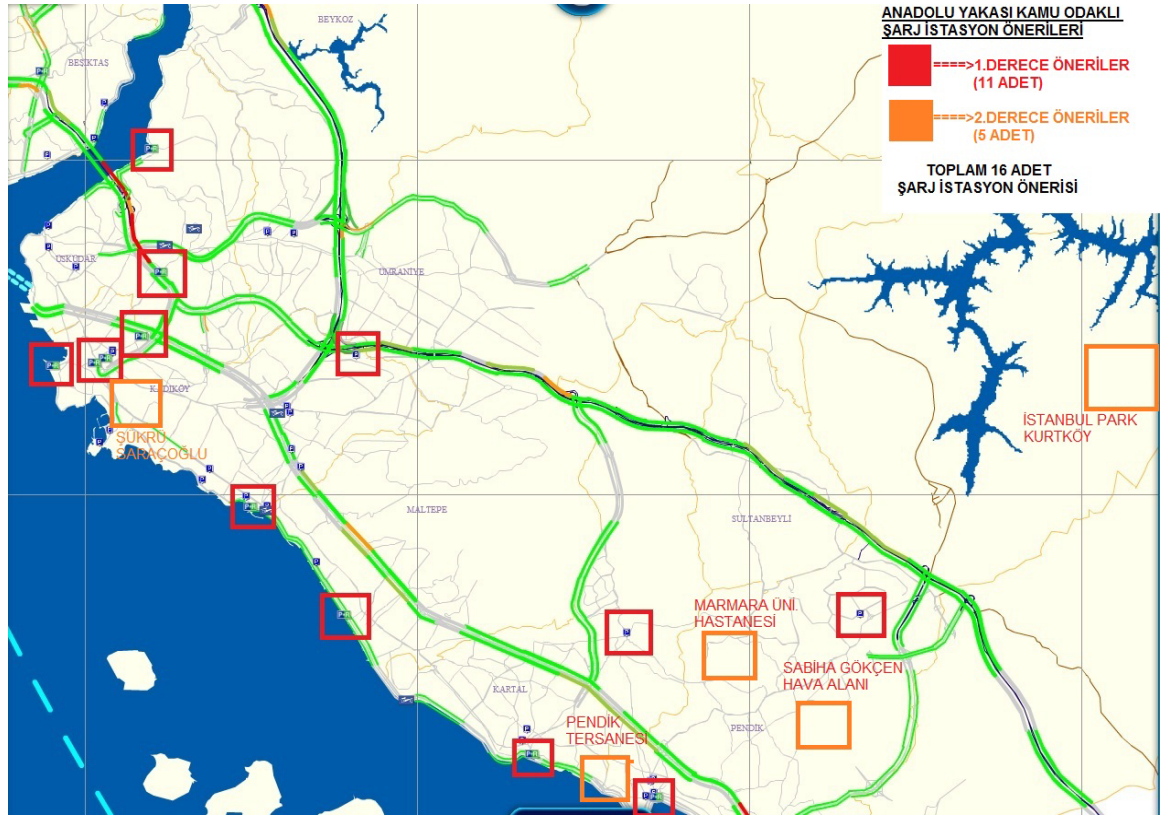 ANADOLU YAKASI KAMU ODAKLI
ŞARJ İSTASYON ÖNERİLERİ
====>1.DERECE ÖNERİLER
(11 ADET)
====>2.DERECE ÖNERİLER
(5 ADET)
TOPLAM 16 ADET
ŞARJ İSTASYON ÖNERİSİ
BEYKOZ
BEŞİKTAŞ
ÜSKÜDAR
ÜMRANİYE
KADIKÖY
ŞÜKRÜ
SARAÇOĞLU
İSTANBUL PARK
KURTKÖY
MALTEPE
SULTANBEYLİ
MARMARA ÜNİ.
HASTANESİ
SABİHA GÖKÇEN
HAVA ALANI
KARTAL
PENDİK
TERSANESİ
PENDİK